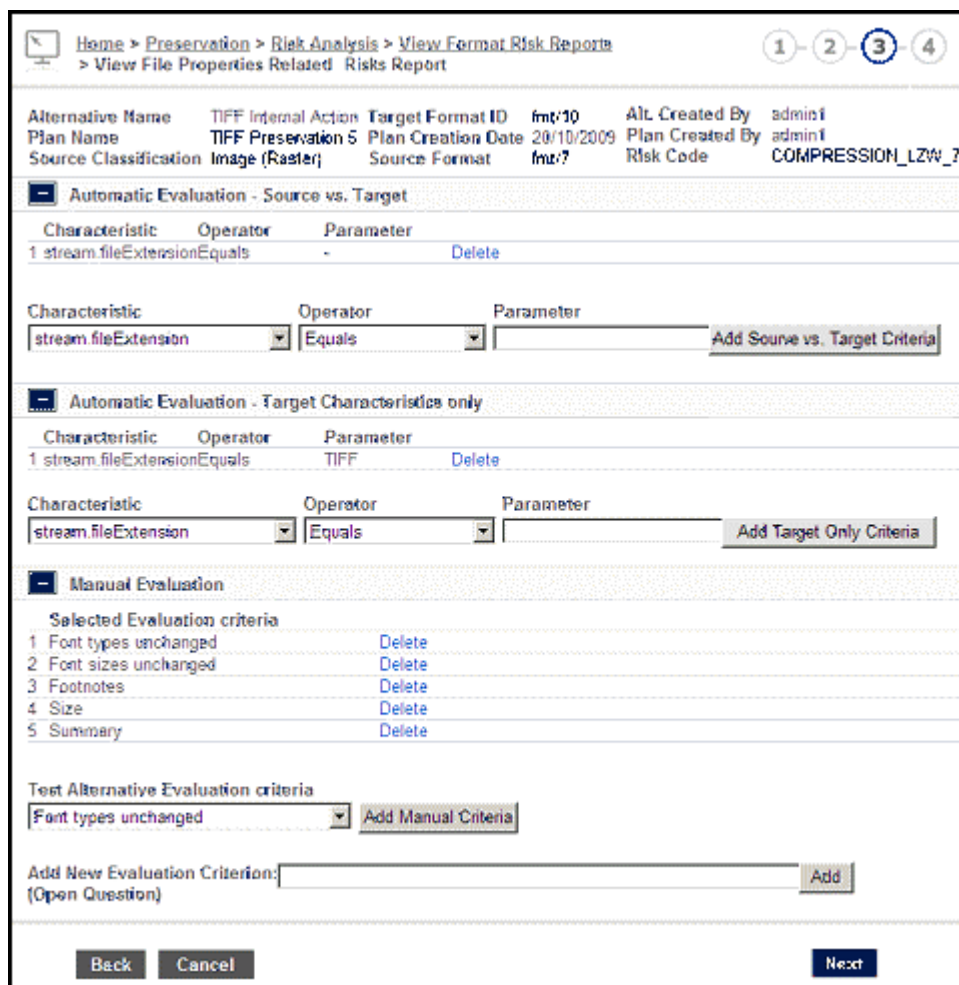 Home > Preservation > Risk Analysis > View Format Risk Reports
> View File Properties Related Risks Report
1 2 3 4
Alternative Name TIFF Internal Action Target Format ID fmt/10 Alt. Created By admin1
Plan Name TIFF Preservation 5 Plan Creation Date 20/10/2009 Plan Created By admin1
Source Classification Image (Raster) Source Format fmt/7 Risk Code COMPRESSION_LZW_7
Automatic Evaluation - Source vs. Target
Characteristic Operator Parameter
1 stream.fileExtension Equals - Delete
Characteristic Operator Parameter
stream.fileExtension Equals Add Sourve vs. Target Criteria
Automatic Evaluation - Target Characteristics only
Characteristic Operator Parameter
1 stream.fileExtension Equals TIFF Delete
Characteristic Operator Parameter
stream.fileExtension Equals Add Target Only Criteria
Manual Evaluation
Selected Evaluation criteria
1 Font types unchanged Delete
2 Font sizes unchanged Delete
3 Footnotes Delete
4 Size Delete
5 Summary Delete
Test Alternative Evaluation criteria
Font types unchanged Add Manual Criteria
Add New Evaluation Criterion: Add
(Open Question)
Back Cancel Next